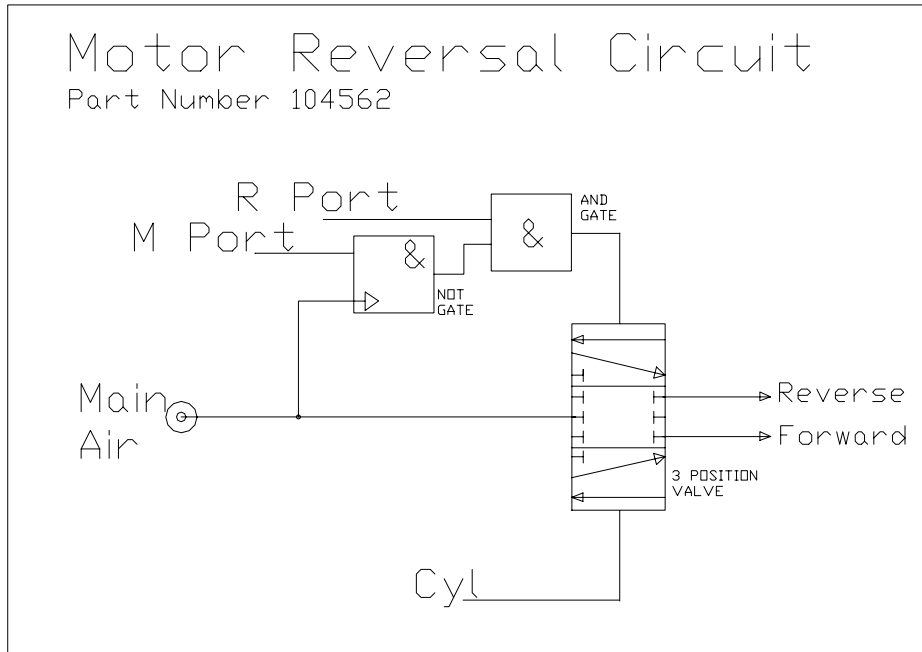 Motor Reversal Circuit
Part Number 104562
R Port
AND
GATE
M Port
&
&
NOT
GATE
Main
Air
Reverse
Forward
3 POSITION
VALVE
Cyl